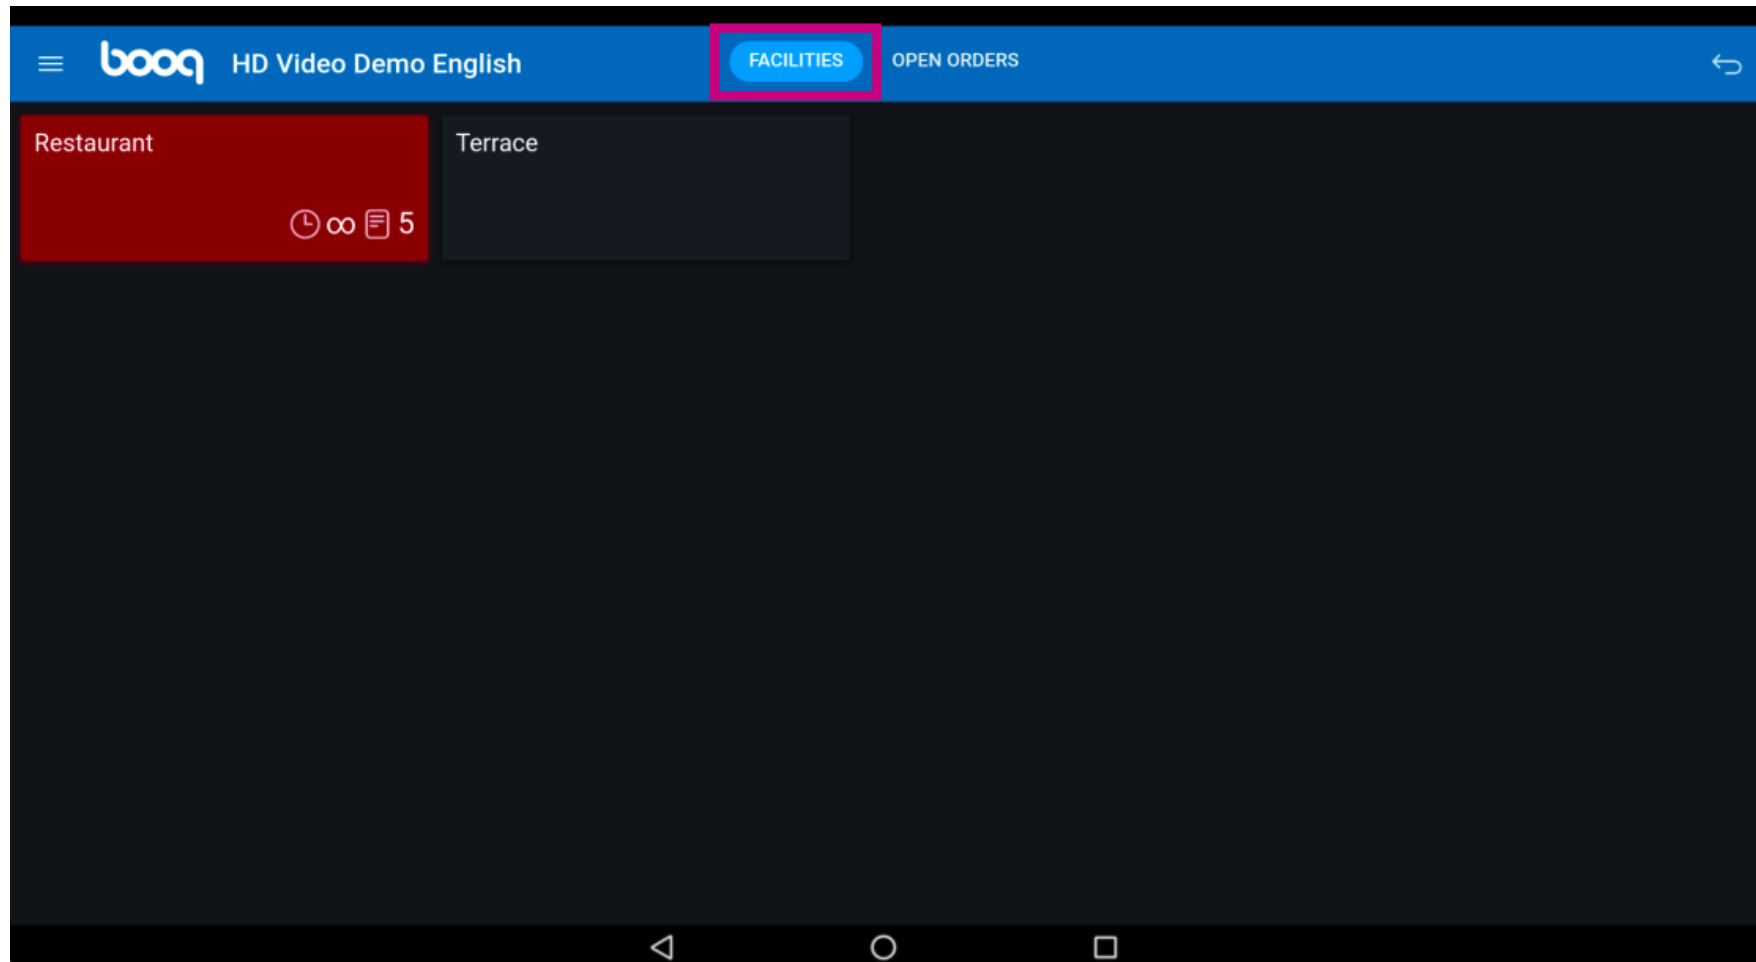 booq HD Video Demo English FACILITIES OPEN ORDERS
Restaurant
Terrace
∞ 5